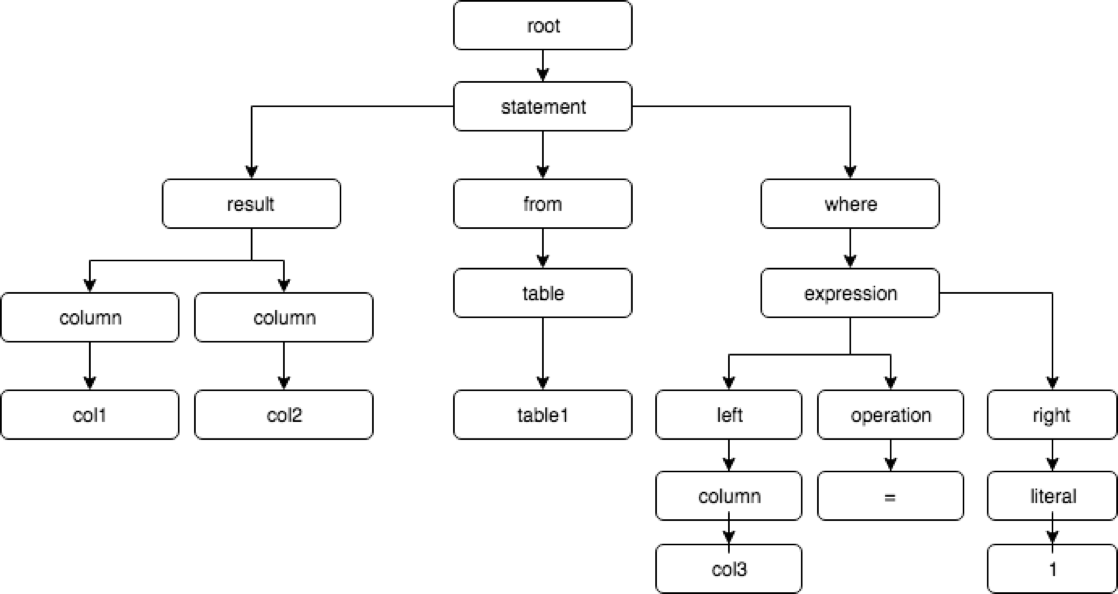 root
statement
result
from
where
table
expression
column
column
col1
col2
table1
left
operation
right
column
=
literal
col3
1